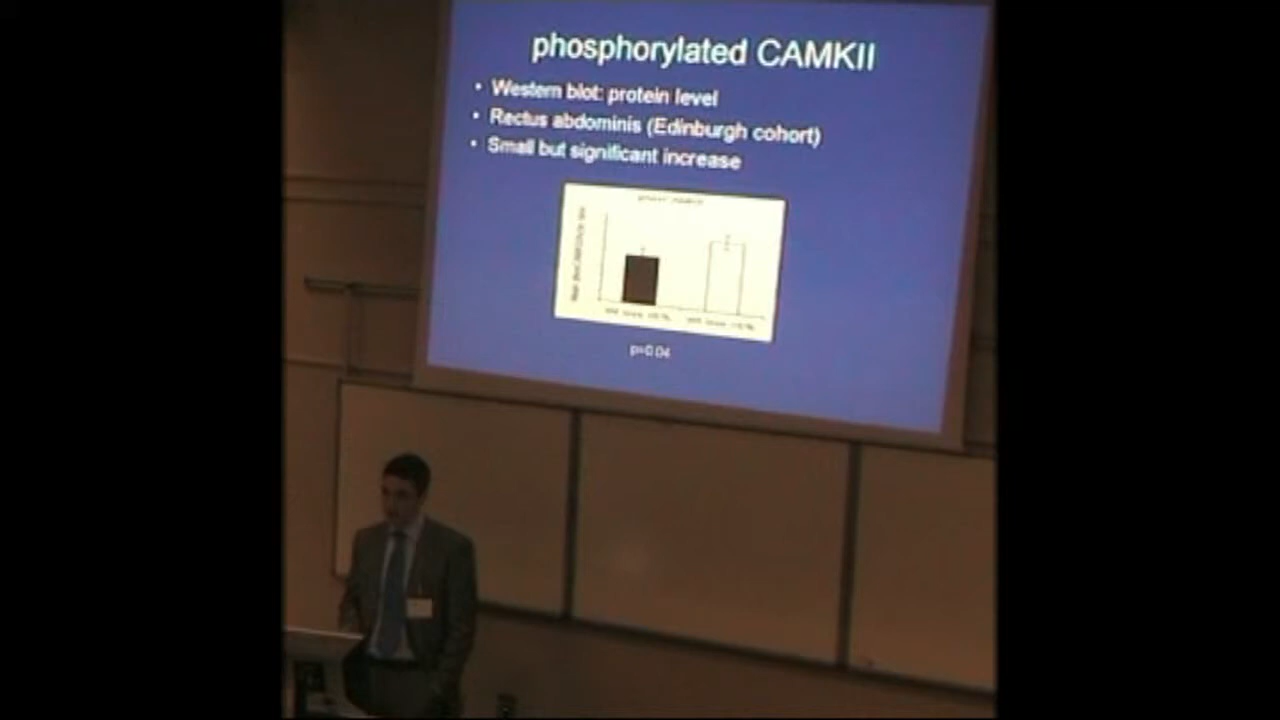 phosphorylated CAMKII
• Western blot: protein level
• Rectus abdominis (Edinburgh cohort)
• Small but significant increase
p=0.04